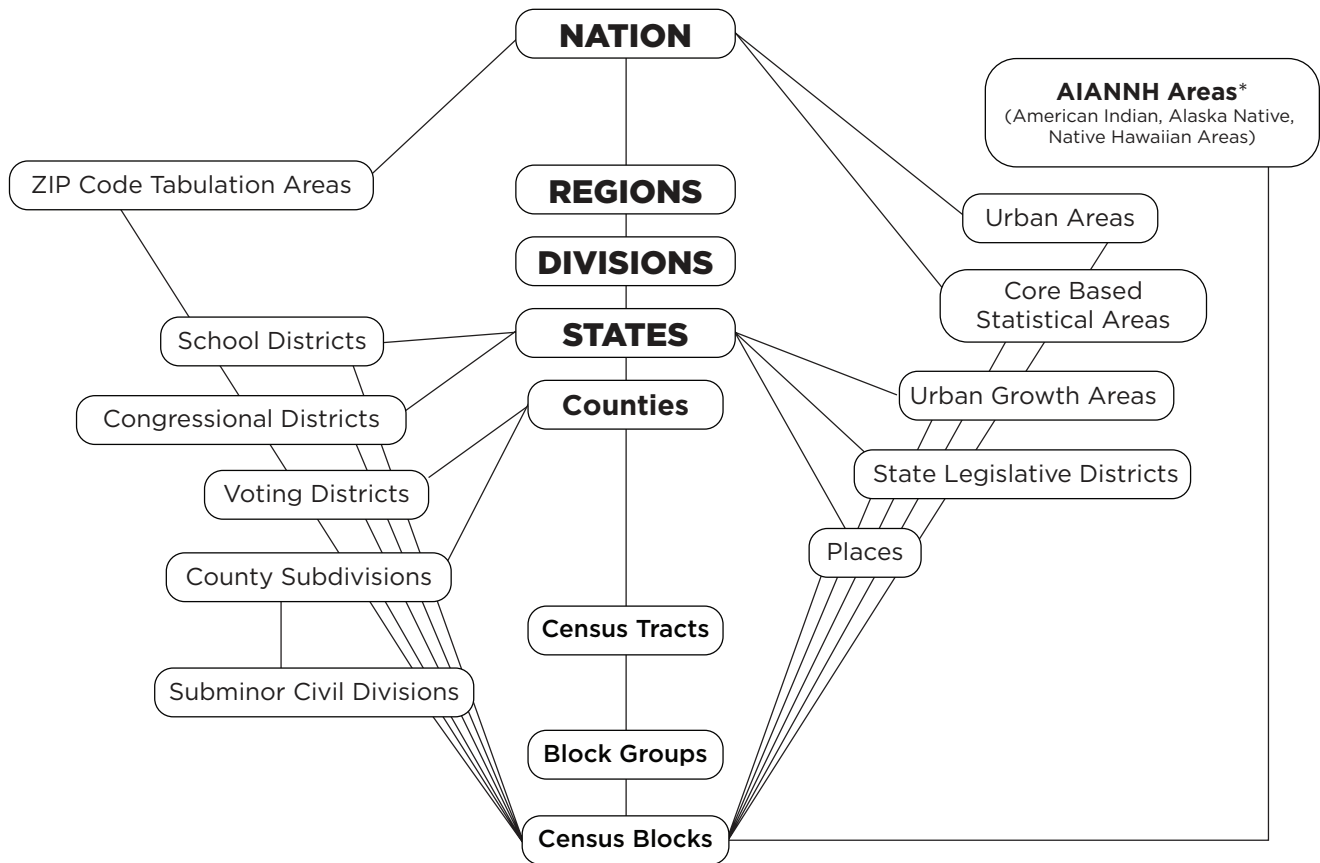 NATION
AIANNH Areas*
(American Indian, Alaska Native,
Native Hawaiian Areas)
ZIP Code Tabulation Areas
REGIONS
Urban Areas
DIVISIONS
Core Based
Statistical Areas
School Districts
STATES
Congressional Districts
Counties
Urban Growth Areas
Voting Districts
State Legislative Districts
Places
County Subdivisions
Census Tracts
Subminor Civil Divisions
Block Groups
Census Blocks